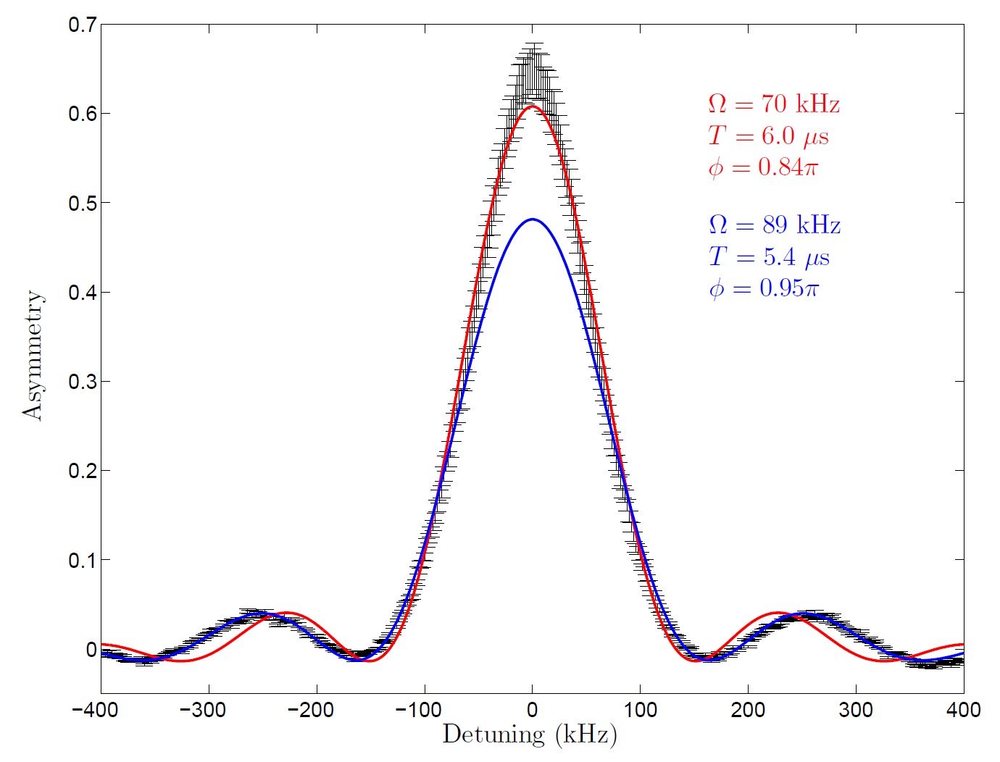 0.7
0.6
0.5
0.4
0.3
0.2
0.1
0
Asymmetry
Ω = 70 kHz
T = 6.0 μs
ϕ = 0.84π
Ω = 89 kHz
T = 5.4 μs
ϕ = 0.95π
−400 −300 −200 −100 0 100 200 300 400
Detuning (kHz)